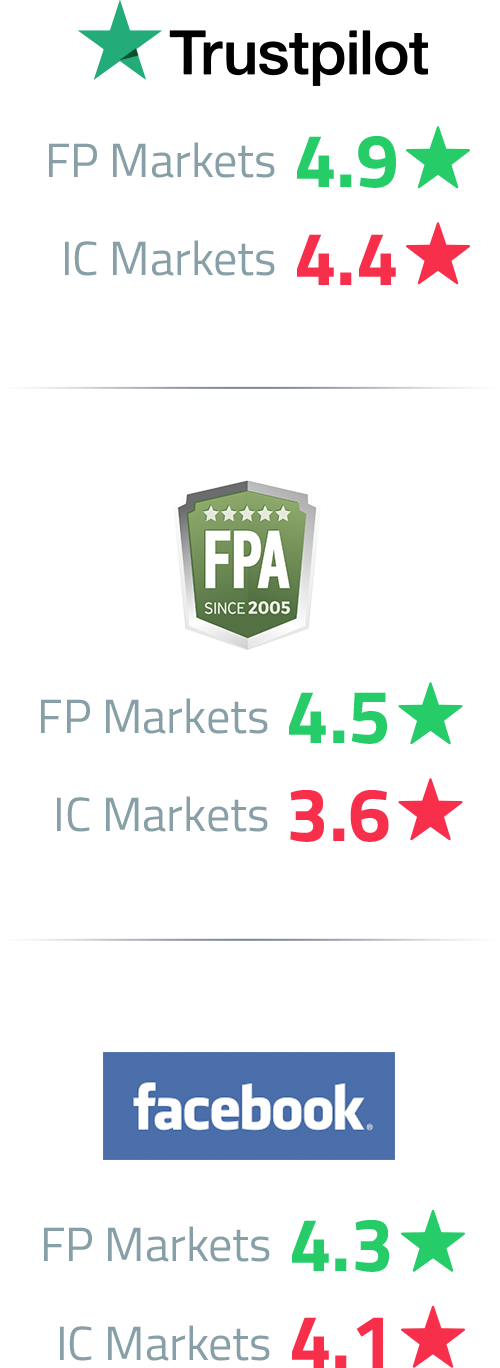 Trustpilot
FP Markets 4.9
IC Markets 4.4
FPA
SINCE 2005
FP Markets 4.5
IC Markets 3.6
facebook®
FP Markets 4.3
IC Markets 4.1